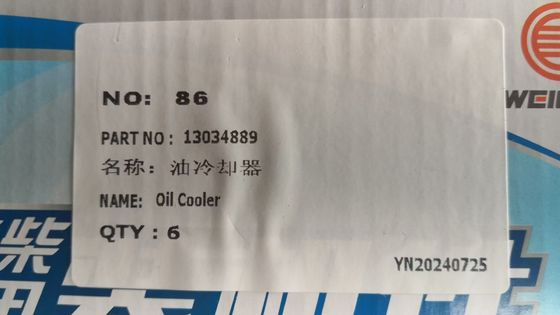 NO: 86
PART NO : 13034889
名称：油冷却器
NAME: Oil Cooler
QTY : 6
YN20240725
WEI
柴